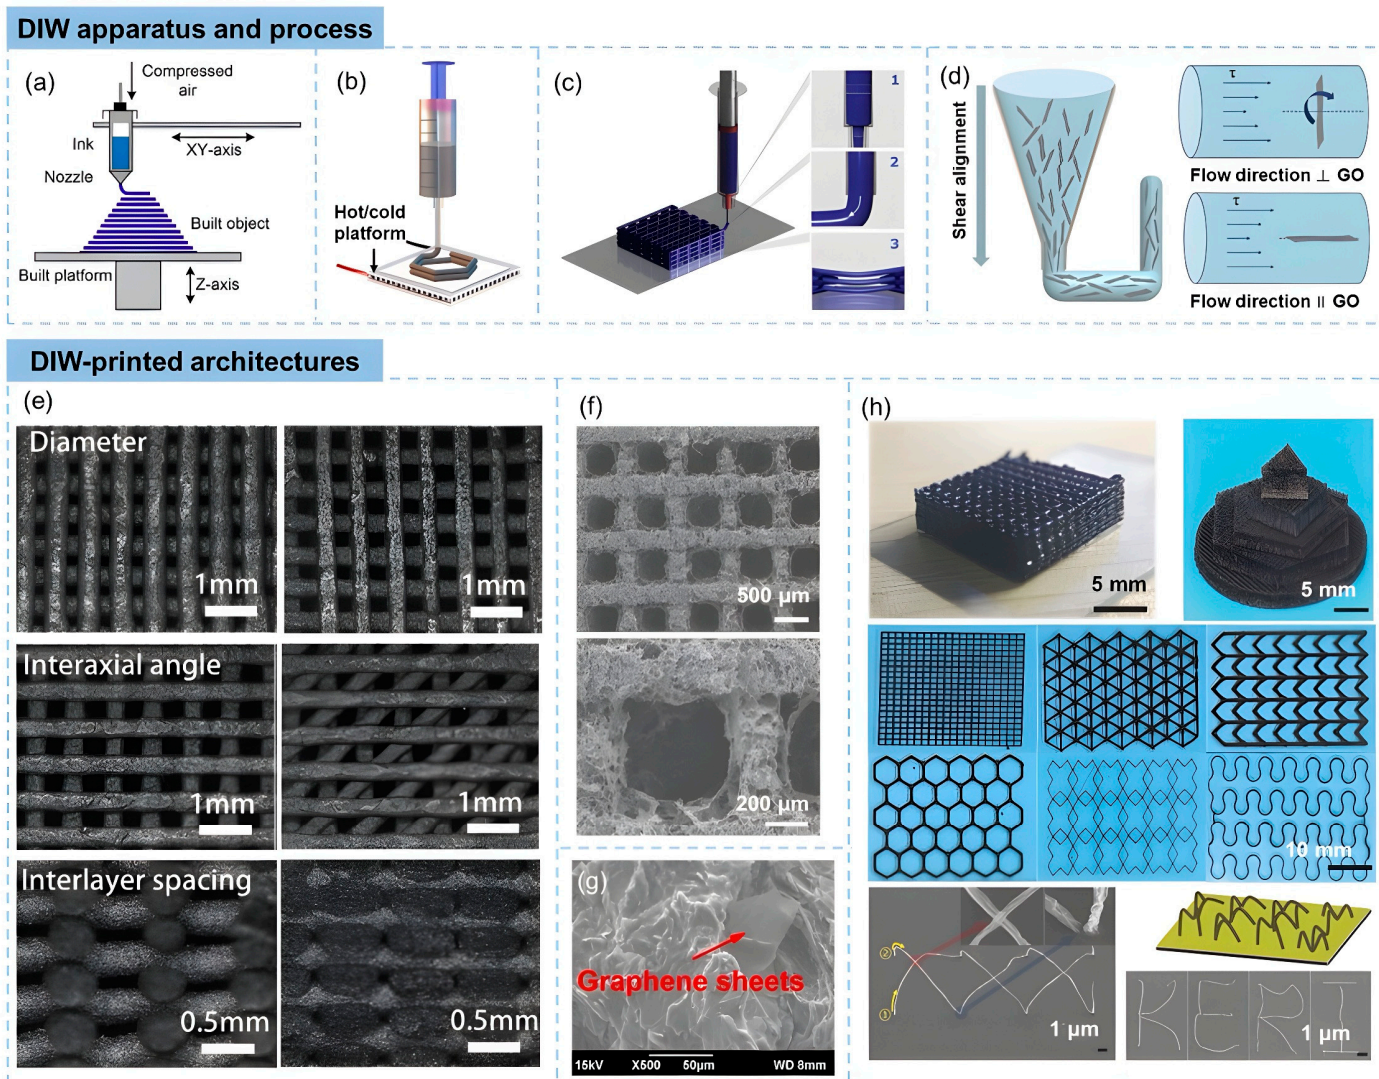 DIW apparatus and process
(a)
Compressed
air
Ink
XY-axis
Nozzle
Built object
Built platform
Z-axis
(b)
Hot/cold
platform
(c)
1
2
3
(d)
Shear alignment
τ
Flow direction ⊥ GO
τ
Flow direction ∥ GO
DIW-printed architectures
(e)
Diameter
1mm
1mm
Interaxial angle
1mm
1mm
Interlayer spacing
0.5mm
0.5mm
(f)
500 μm
200 μm
(g)
Graphene sheets
15kV X500 50μm WD 8mm
(h)
5 mm
5 mm
10 mm
②
①
1 μm
KERI
1 μm